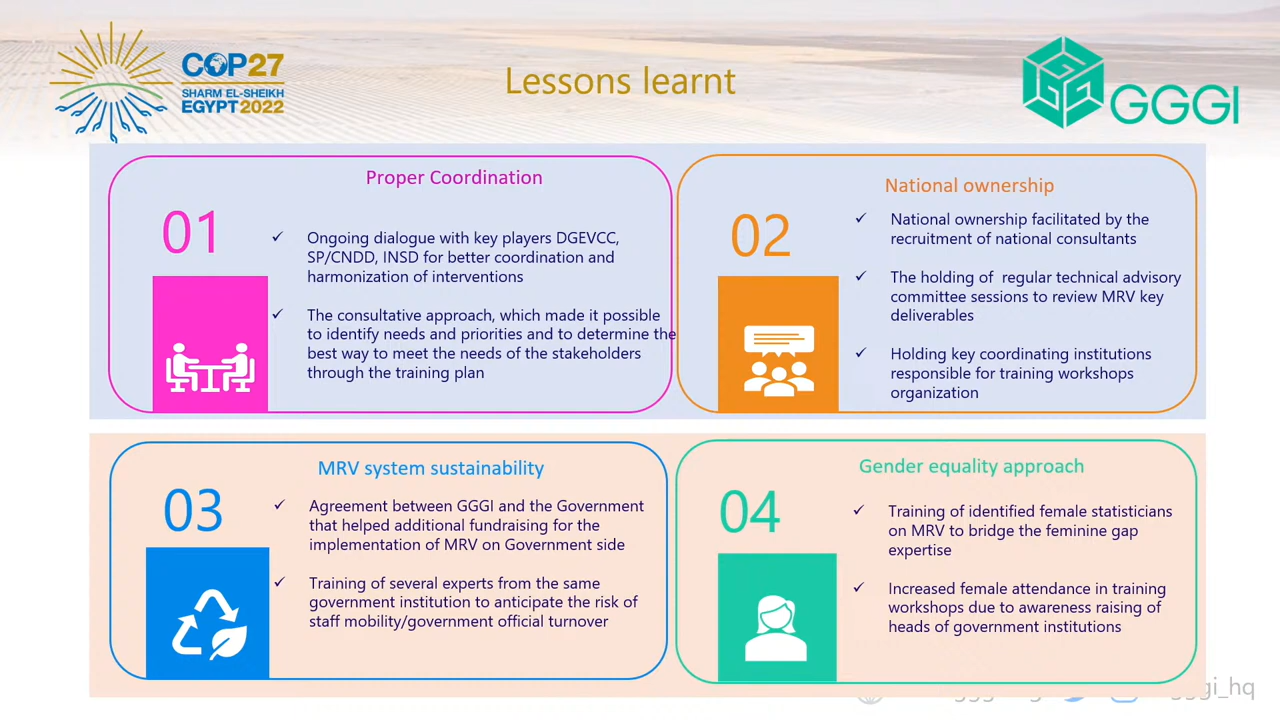 COP27
SHARM EL-SHEIKH
EGYPT2022
Lessons learnt
GGGI
01
Proper Coordination
✓ Ongoing dialogue with key players DGEVCC,
SP/CNDD, INSD for better coordination and
harmonization of interventions
✓ The consultative approach, which made it possible
to identify needs and priorities and to determine the
best way to meet the needs of the stakeholders
through the training plan
02
National ownership
✓ National ownership facilitated by the
recruitment of national consultants
✓ The holding of regular technical advisory
committee sessions to review MRV key
deliverables
✓ Holding key coordinating institutions
responsible for training workshops
organization
03
MRV system sustainability
✓ Agreement between GGGI and the Government
that helped additional fundraising for the
implementation of MRV on Government side
✓ Training of several experts from the same
government institution to anticipate the risk of
staff mobility/government official turnover
04
Gender equality approach
✓ Training of identified female statisticians
on MRV to bridge the feminine gap
expertise
✓ Increased female attendance in training
workshops due to awareness raising of
heads of government institutions